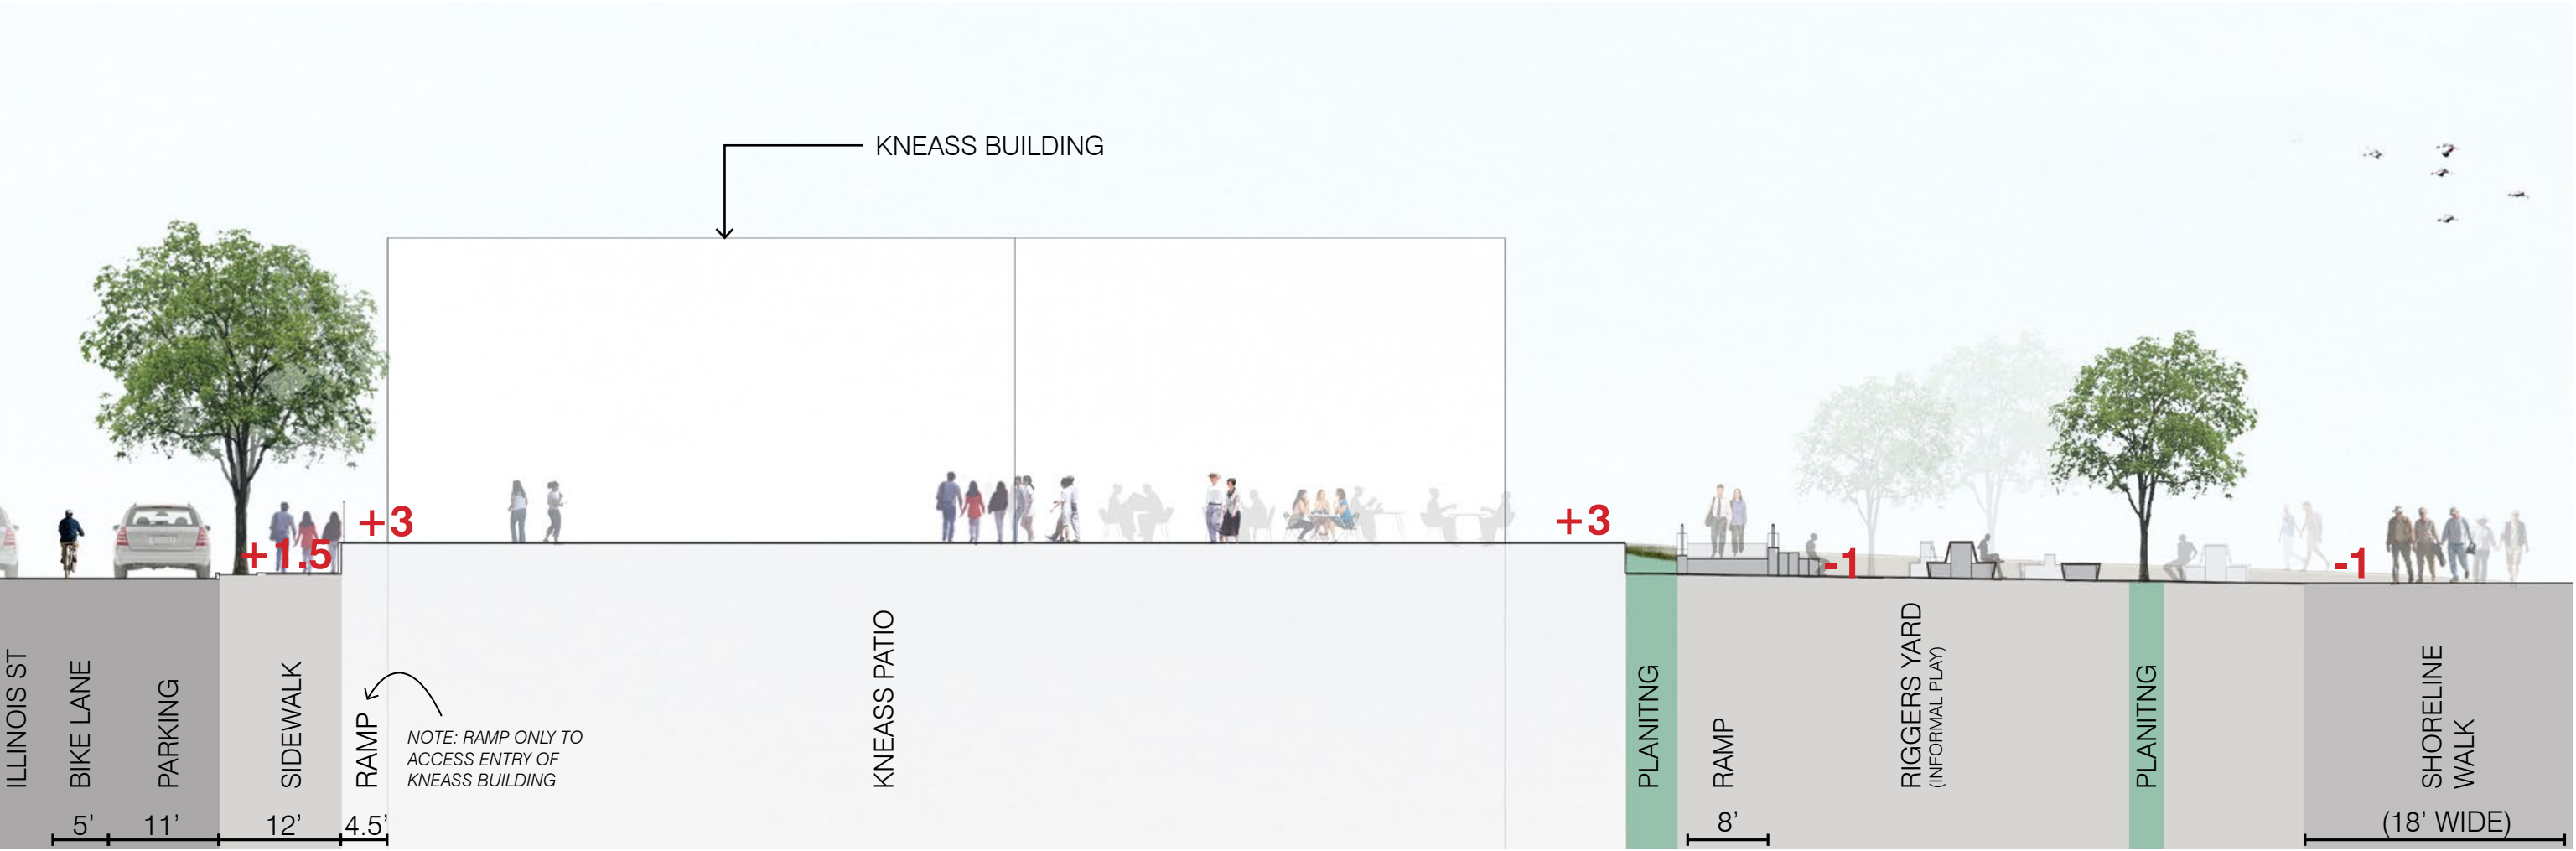 KNEASS BUILDING
+3
+1.5
+3
-1
-1
ILLINOIS ST
BIKE LANE
PARKING
SIDEWALK
RAMP
NOTE: RAMP ONLY TO
ACCESS ENTRY OF
KNEASS BUILDING
KNEASS PATIO
PLANITNG
RAMP
RIGGERS YARD
(INFORMAL PLAY)
PLANITNG
SHORELINE
WALK
5’
11’
12’
4.5’
8’
(18’ WIDE)